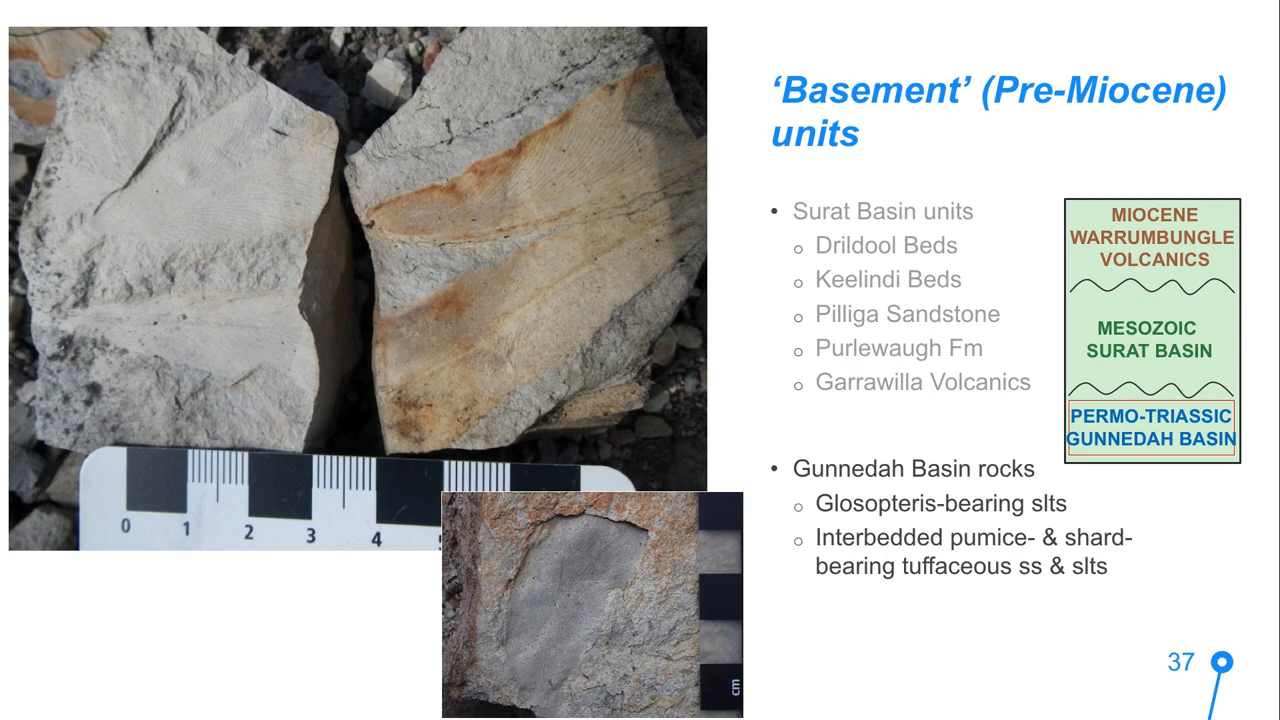 ‘Basement’ (Pre-Miocene)
units
• Surat Basin units
o Drildool Beds
o Keelindi Beds
o Pilliga Sandstone
o Purlewaugh Fm
o Garrawilla Volcanics
MIOCENE
WARRUMBUNGLE
VOLCANICS
MESOZOIC
SURAT BASIN
PERMO-TRIASSIC
GUNNEDAH BASIN
• Gunnedah Basin rocks
o Glosopteris-bearing slts
o Interbedded pumice- & shard-
bearing tuffaceous ss & slts
0 1 2 3 4
cm
37